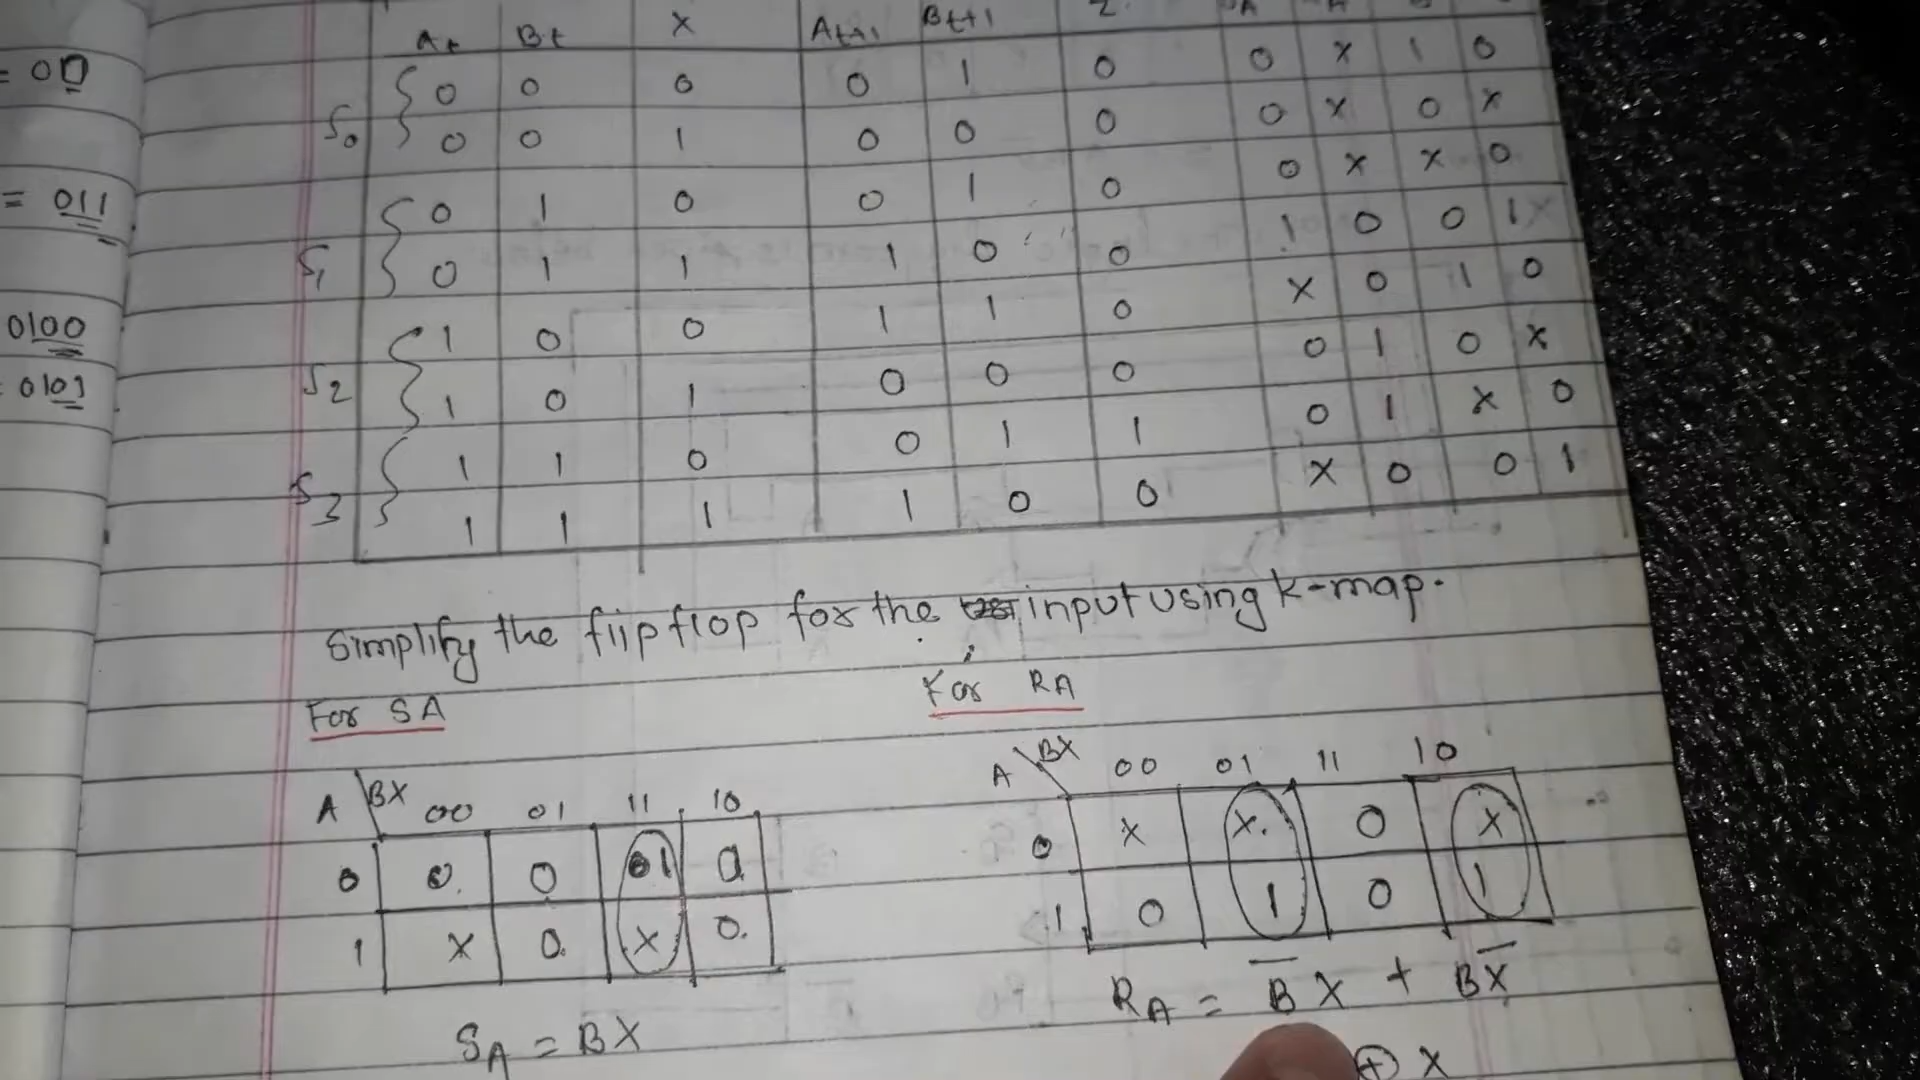 = 00
= 011
0100
0101
At Bt X At+1 Bt+1 Z
S0 0 0 0 0 1 0 0 x 1 0
0 0 1 0 0 0 0 x 0 x
S1 0 1 0 0 1 0 0 x x 0
0 1 1 1 0 0 1 0 0 1
S2 1 0 0 1 1 0 x 0 1 0
1 0 1 0 0 0 0 1 0 x
S3 1 1 0 0 1 1 0 1 x 0
1 1 1 1 0 0 x 0 0 1
Simplify the flipflop for the input using k-map.
For SA
A \ BX 00 01 11 10
0 0. 0 1 0
1 x 0. x 0.
SA = BX
For RA
A \ BX 00 01 11 10
0 x x. 0 x
1 0 1 0 1
RA = B̅X + BX̅
⊕ X